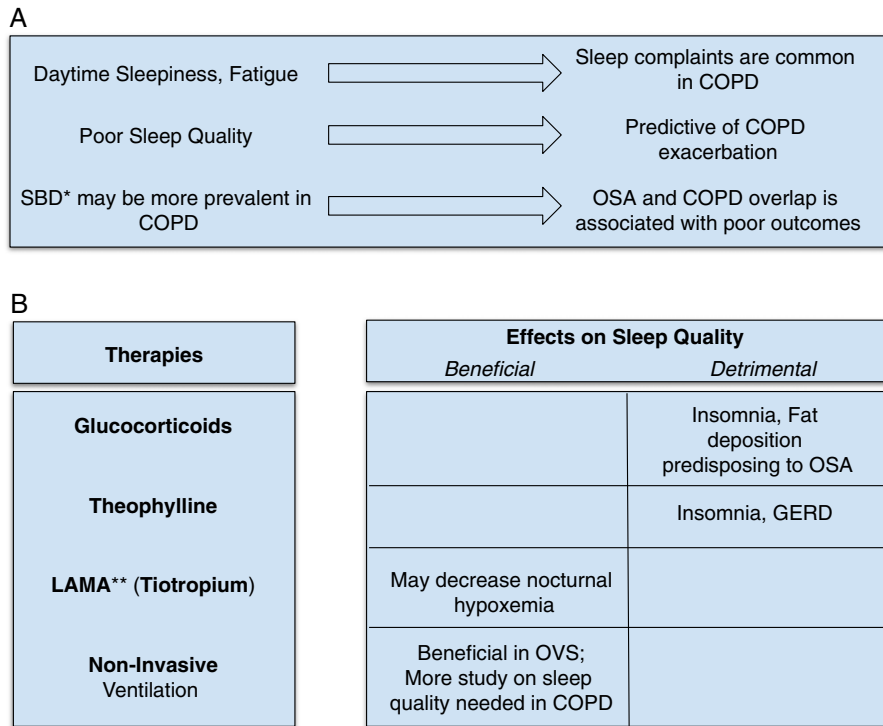 A
Daytime Sleepiness, Fatigue
Sleep complaints are common
in COPD
Poor Sleep Quality
Predictive of COPD
exacerbation
SBD* may be more prevalent in
COPD
OSA and COPD overlap is
associated with poor outcomes
B
Therapies
Effects on Sleep Quality
Beneficial
Detrimental
Glucocorticoids
Insomnia, Fat
deposition
predisposing to OSA
Theophylline
Insomnia, GERD
LAMA** (Tiotropium)
May decrease nocturnal
hypoxemia
Non-Invasive
Ventilation
Beneficial in OVS;
More study on sleep
quality needed in COPD